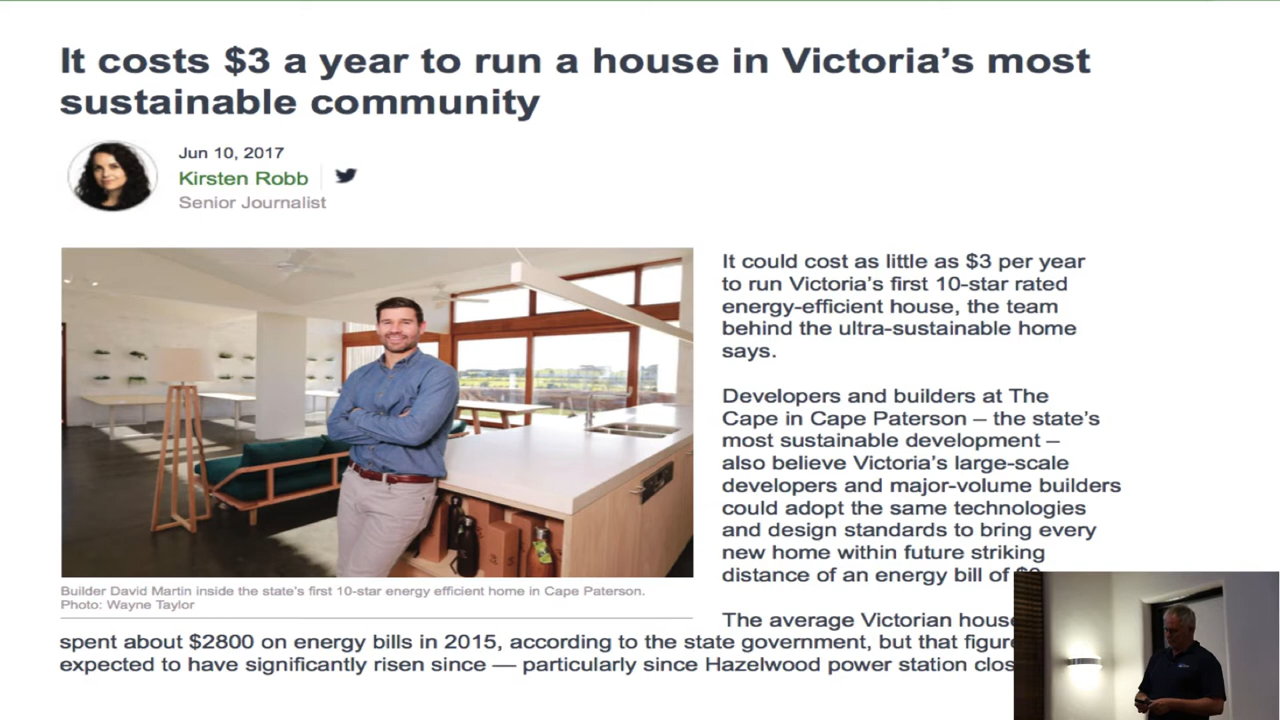 It costs $3 a year to run a house in Victoria’s most
sustainable community
Jun 10, 2017
Kirsten Robb
Senior Journalist
It could cost as little as $3 per year
to run Victoria’s first 10-star rated
energy-efficient house, the team
behind the ultra-sustainable home
says.
Developers and builders at The
Cape in Cape Paterson – the state’s
most sustainable development –
also believe Victoria’s large-scale
developers and major-volume builders
could adopt the same technologies
and design standards to bring every
new home within future striking
distance of an energy bill of
Builder David Martin inside the state’s first 10-star energy efficient home in Cape Paterson.
Photo: Wayne Taylor
The average Victorian
spent about $2800 on energy bills in 2015, according to the state government, but that
expected to have significantly risen since — particularly since Hazelwood power station